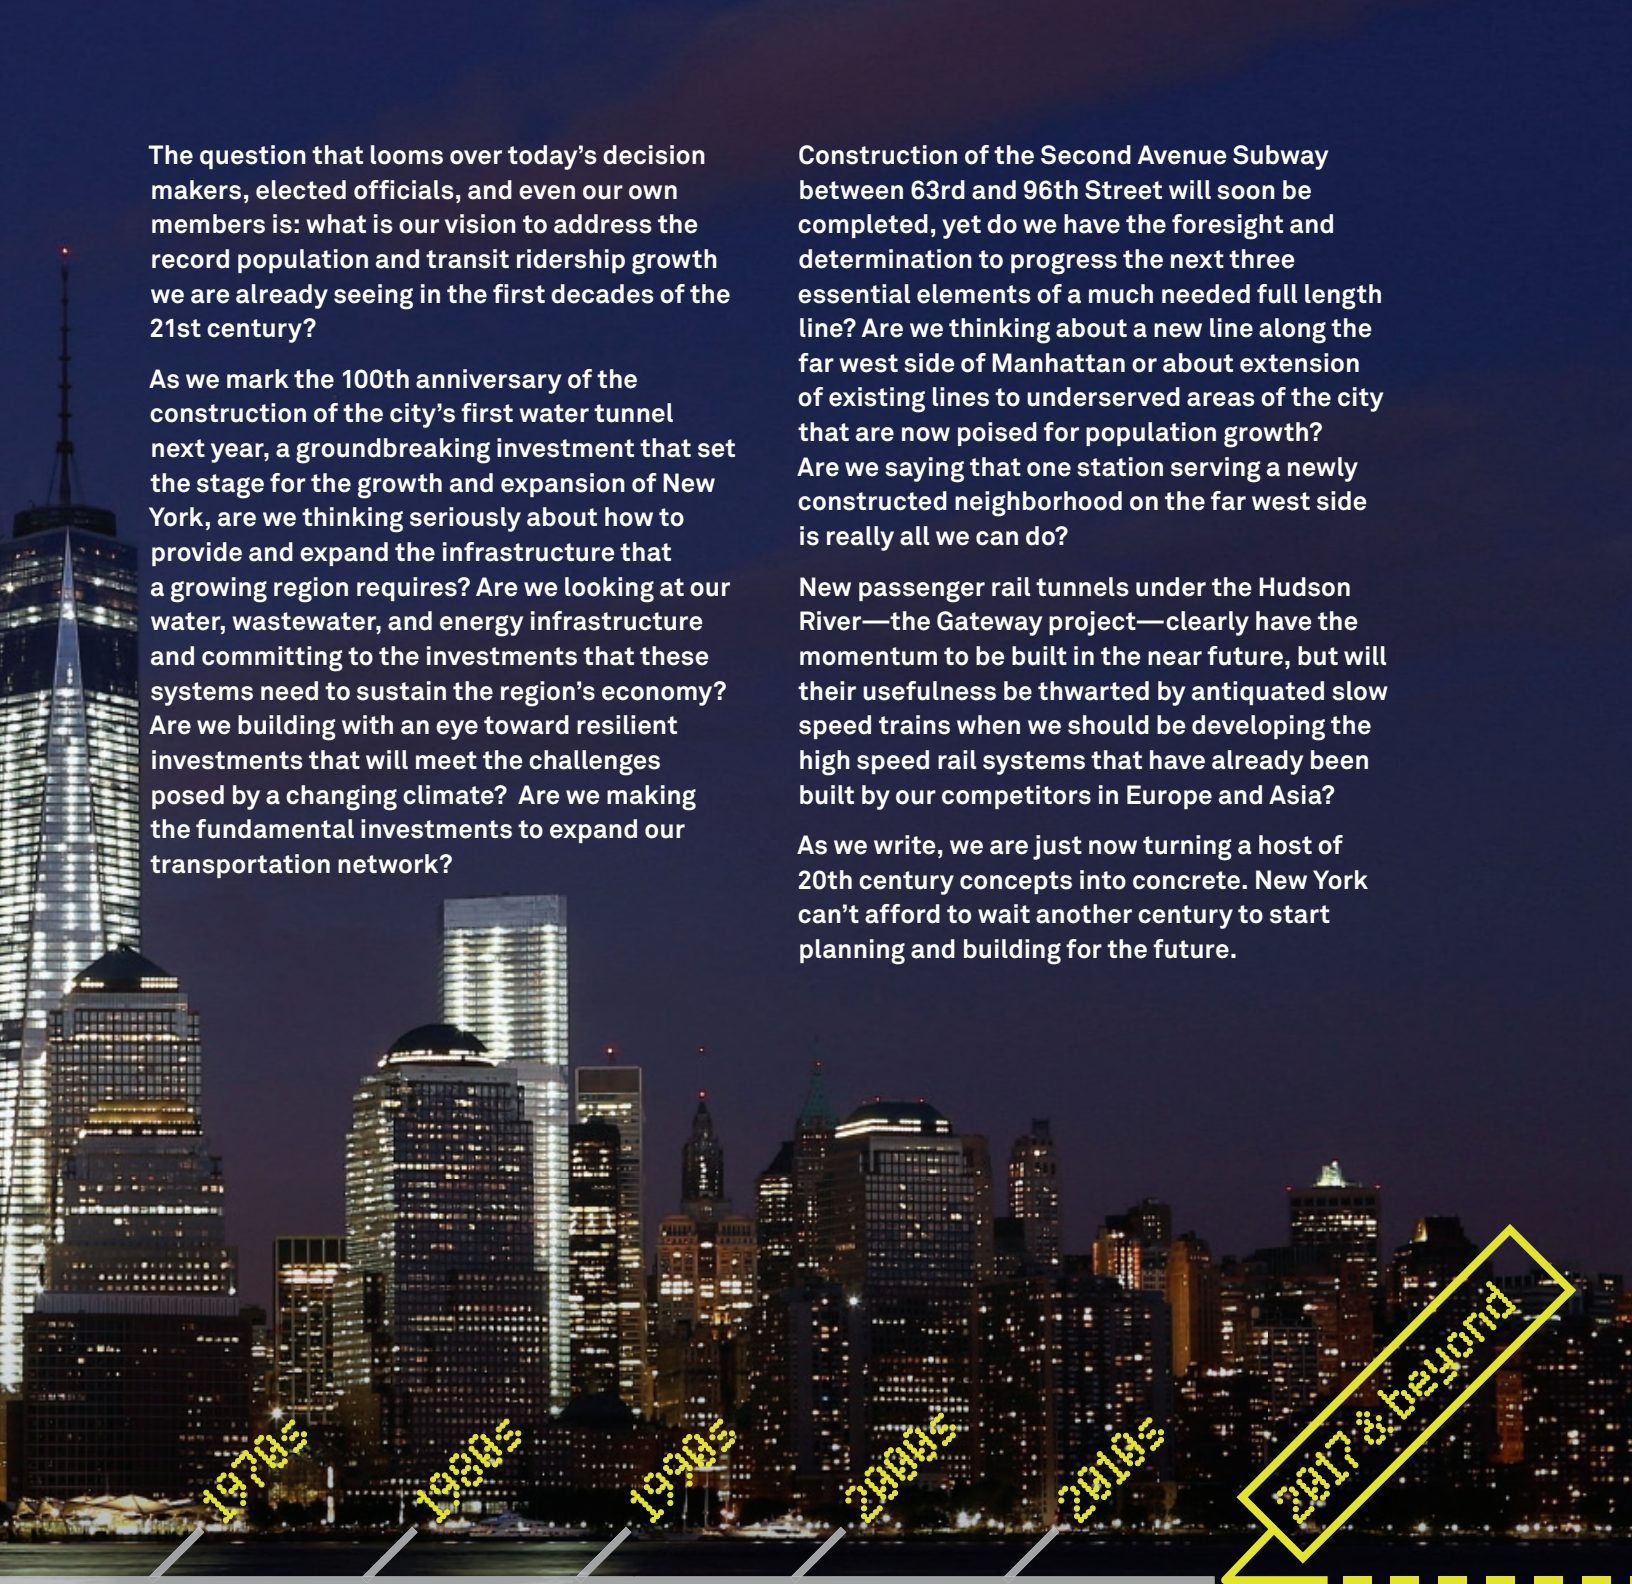 The question that looms over today's decision
makers, elected officials, and even our own
members is: what is our vision to address the
record population and transit ridership growth
we are already seeing in the first decades of the
21st century?
As we mark the 100th anniversary of the
construction of the city's first water tunnel
next year, a groundbreaking investment that set
the stage for the growth and expansion of New
York, are we thinking seriously about how to
provide and expand the infrastructure that
a growing region requires? Are we looking at our
water, wastewater, and energy infrastructure
and committing to the investments that these
systems need to sustain the region's economy?
Are we building with an eye toward resilient
investments that will meet the challenges
posed by a changing climate?  Are we making
the fundamental investments to expand our
transportation network?
Construction of the Second Avenue Subway
between 63rd and 96th Street will soon be
completed, yet do we have the foresight and
determination to progress the next three
essential elements of a much needed full length
line? Are we thinking about a new line along the
far west side of Manhattan or about extension
of existing lines to underserved areas of the city
that are now poised for population growth?
Are we saying that one station serving a newly
constructed neighborhood on the far west side
is really all we can do?
New passenger rail tunnels under the Hudson
River—the Gateway project—clearly have the
momentum to be built in the near future, but will
their usefulness be thwarted by antiquated slow
speed trains when we should be developing the
high speed rail systems that have already been
built by our competitors in Europe and Asia?
As we write, we are just now turning a host of
20th century concepts into concrete. New York
can't afford to wait another century to start
planning and building for the future.
1970s
1980s
1990s
2000s
2010s
2017 & beyond